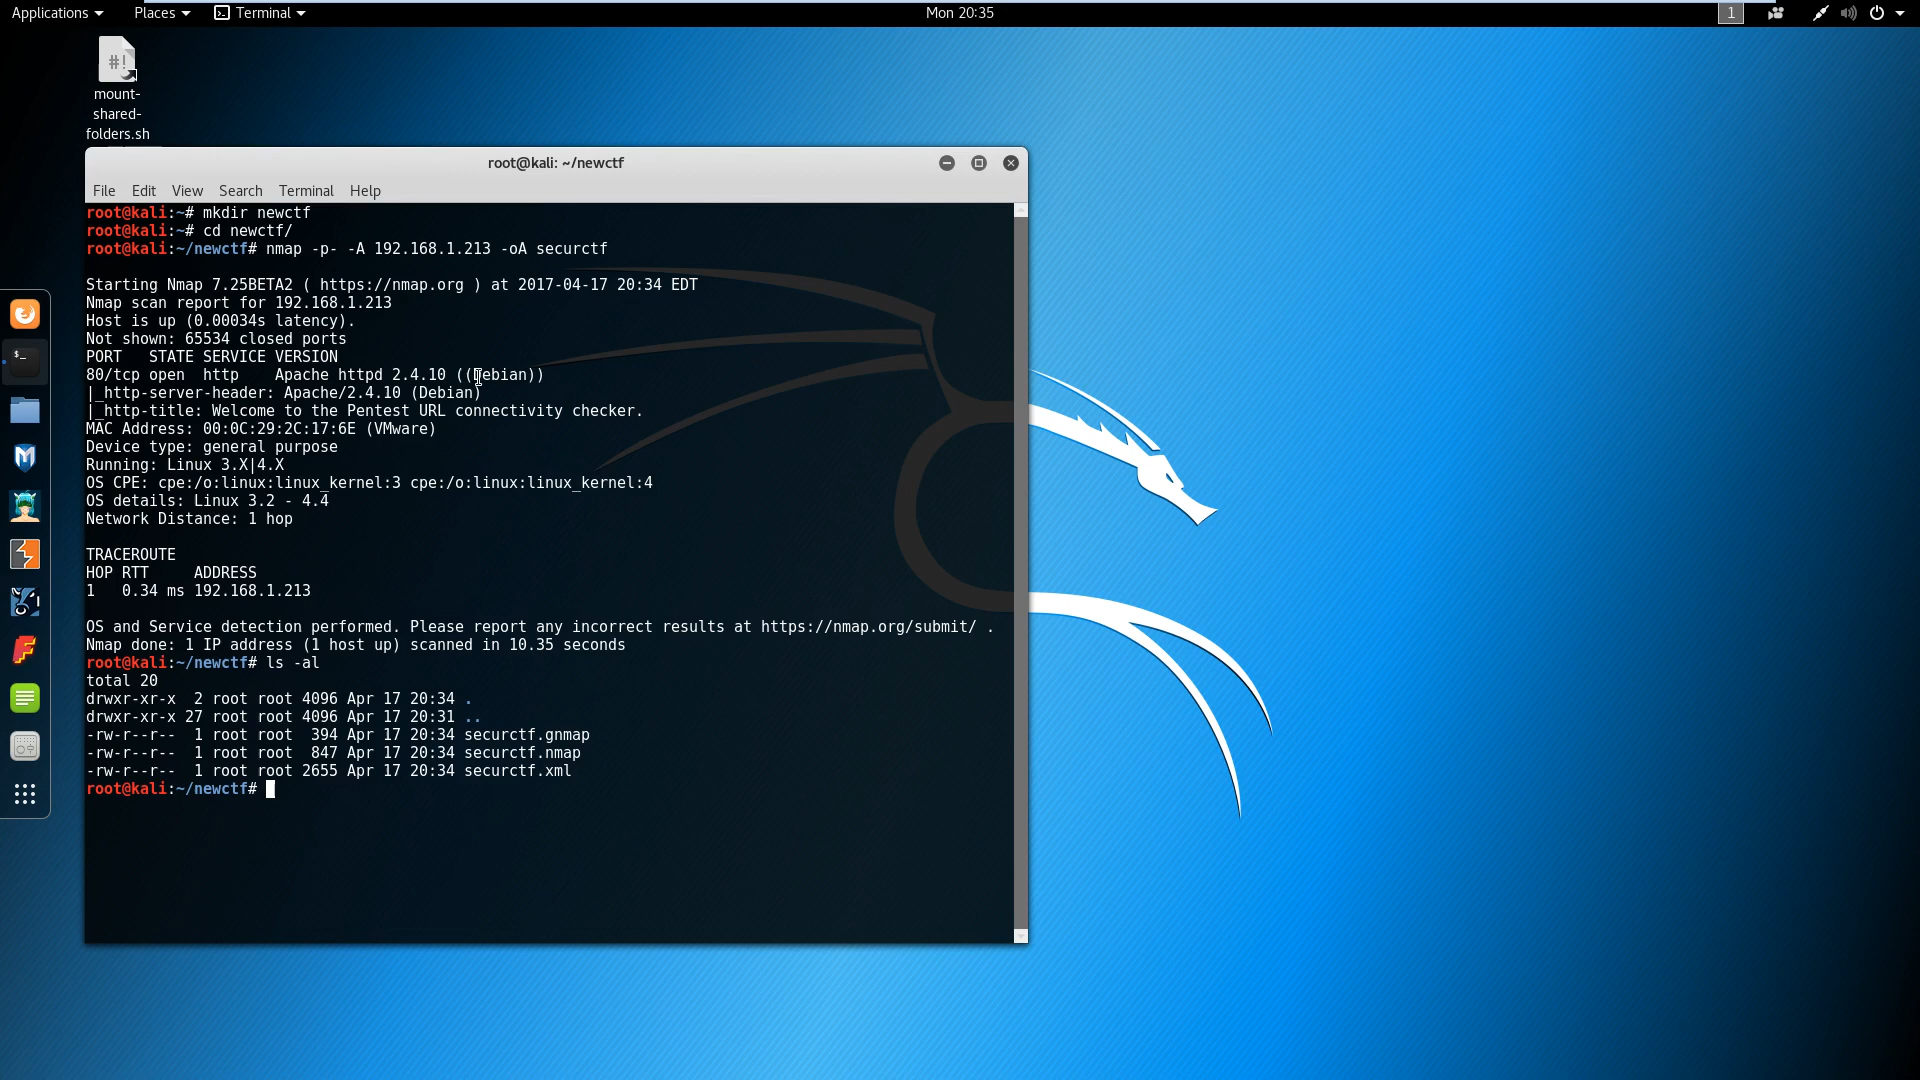 Applications Places Terminal Mon 20:35 1
#!
mount-
shared-
folders.sh
root@kali: ~/newctf
File Edit View Search Terminal Help
root@kali:~# mkdir newctf
root@kali:~# cd newctf/
root@kali:~/newctf# nmap -p- -A 192.168.1.213 -oA securctf
Starting Nmap 7.25BETA2 ( https://nmap.org ) at 2017-04-17 20:34 EDT
Nmap scan report for 192.168.1.213
Host is up (0.00034s latency).
Not shown: 65534 closed ports
PORT   STATE SERVICE VERSION
80/tcp open  http    Apache httpd 2.4.10 ((Debian))
|_http-server-header: Apache/2.4.10 (Debian)
|_http-title: Welcome to the Pentest URL connectivity checker.
MAC Address: 00:0C:29:2C:17:6E (VMware)
Device type: general purpose
Running: Linux 3.X|4.X
OS CPE: cpe:/o:linux:linux_kernel:3 cpe:/o:linux:linux_kernel:4
OS details: Linux 3.2 - 4.4
Network Distance: 1 hop
TRACEROUTE
HOP RTT     ADDRESS
1   0.34 ms 192.168.1.213
OS and Service detection performed. Please report any incorrect results at https://nmap.org/submit/ .
Nmap done: 1 IP address (1 host up) scanned in 10.35 seconds
root@kali:~/newctf# ls -al
total 20
drwxr-xr-x  2 root root 4096 Apr 17 20:34 .
drwxr-xr-x 27 root root 4096 Apr 17 20:31 ..
-rw-r--r--  1 root root  394 Apr 17 20:34 securctf.gnmap
-rw-r--r--  1 root root  847 Apr 17 20:34 securctf.nmap
-rw-r--r--  1 root root 2655 Apr 17 20:34 securctf.xml
root@kali:~/newctf#